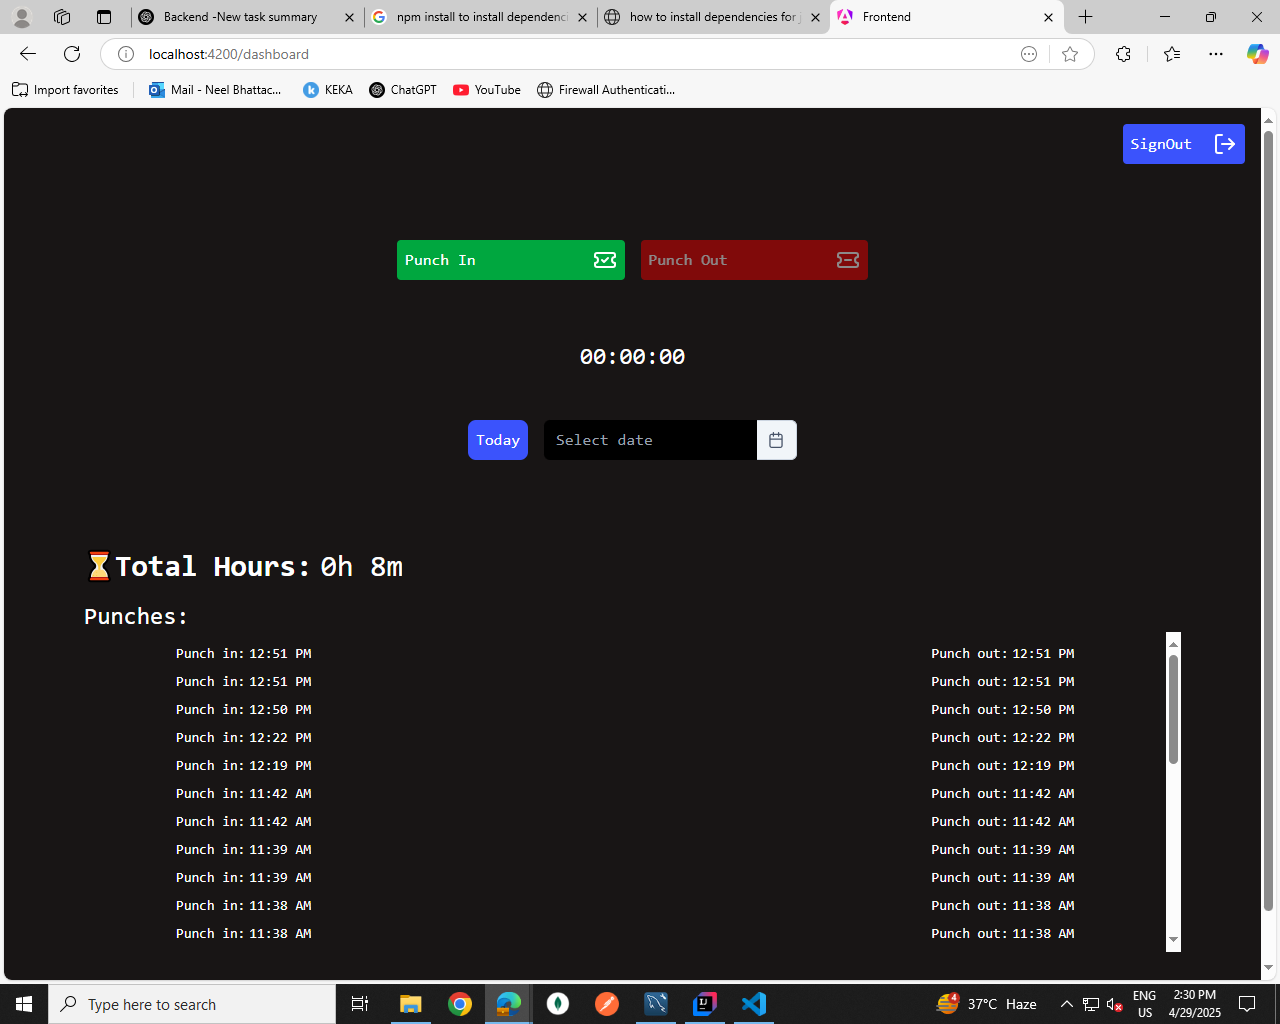 Backend -New task summary
npm install to install dependenci
how to install dependencies for j
Frontend
localhost:4200/dashboard
Import favorites
Mail - Neel Bhattac...
KEKA
ChatGPT
YouTube
Firewall Authenticati...
SignOut
Punch In
Punch Out
00:00:00
Today
Select date
Total Hours: 0h 8m
Punches:
Punch in: 12:51 PM Punch out: 12:51 PM
Punch in: 12:51 PM Punch out: 12:51 PM
Punch in: 12:50 PM Punch out: 12:50 PM
Punch in: 12:22 PM Punch out: 12:22 PM
Punch in: 12:19 PM Punch out: 12:19 PM
Punch in: 11:42 AM Punch out: 11:42 AM
Punch in: 11:42 AM Punch out: 11:42 AM
Punch in: 11:39 AM Punch out: 11:39 AM
Punch in: 11:39 AM Punch out: 11:39 AM
Punch in: 11:38 AM Punch out: 11:38 AM
Punch in: 11:38 AM Punch out: 11:38 AM
Type here to search
4
37°C Haze
ENG
US
2:30 PM
4/29/2025